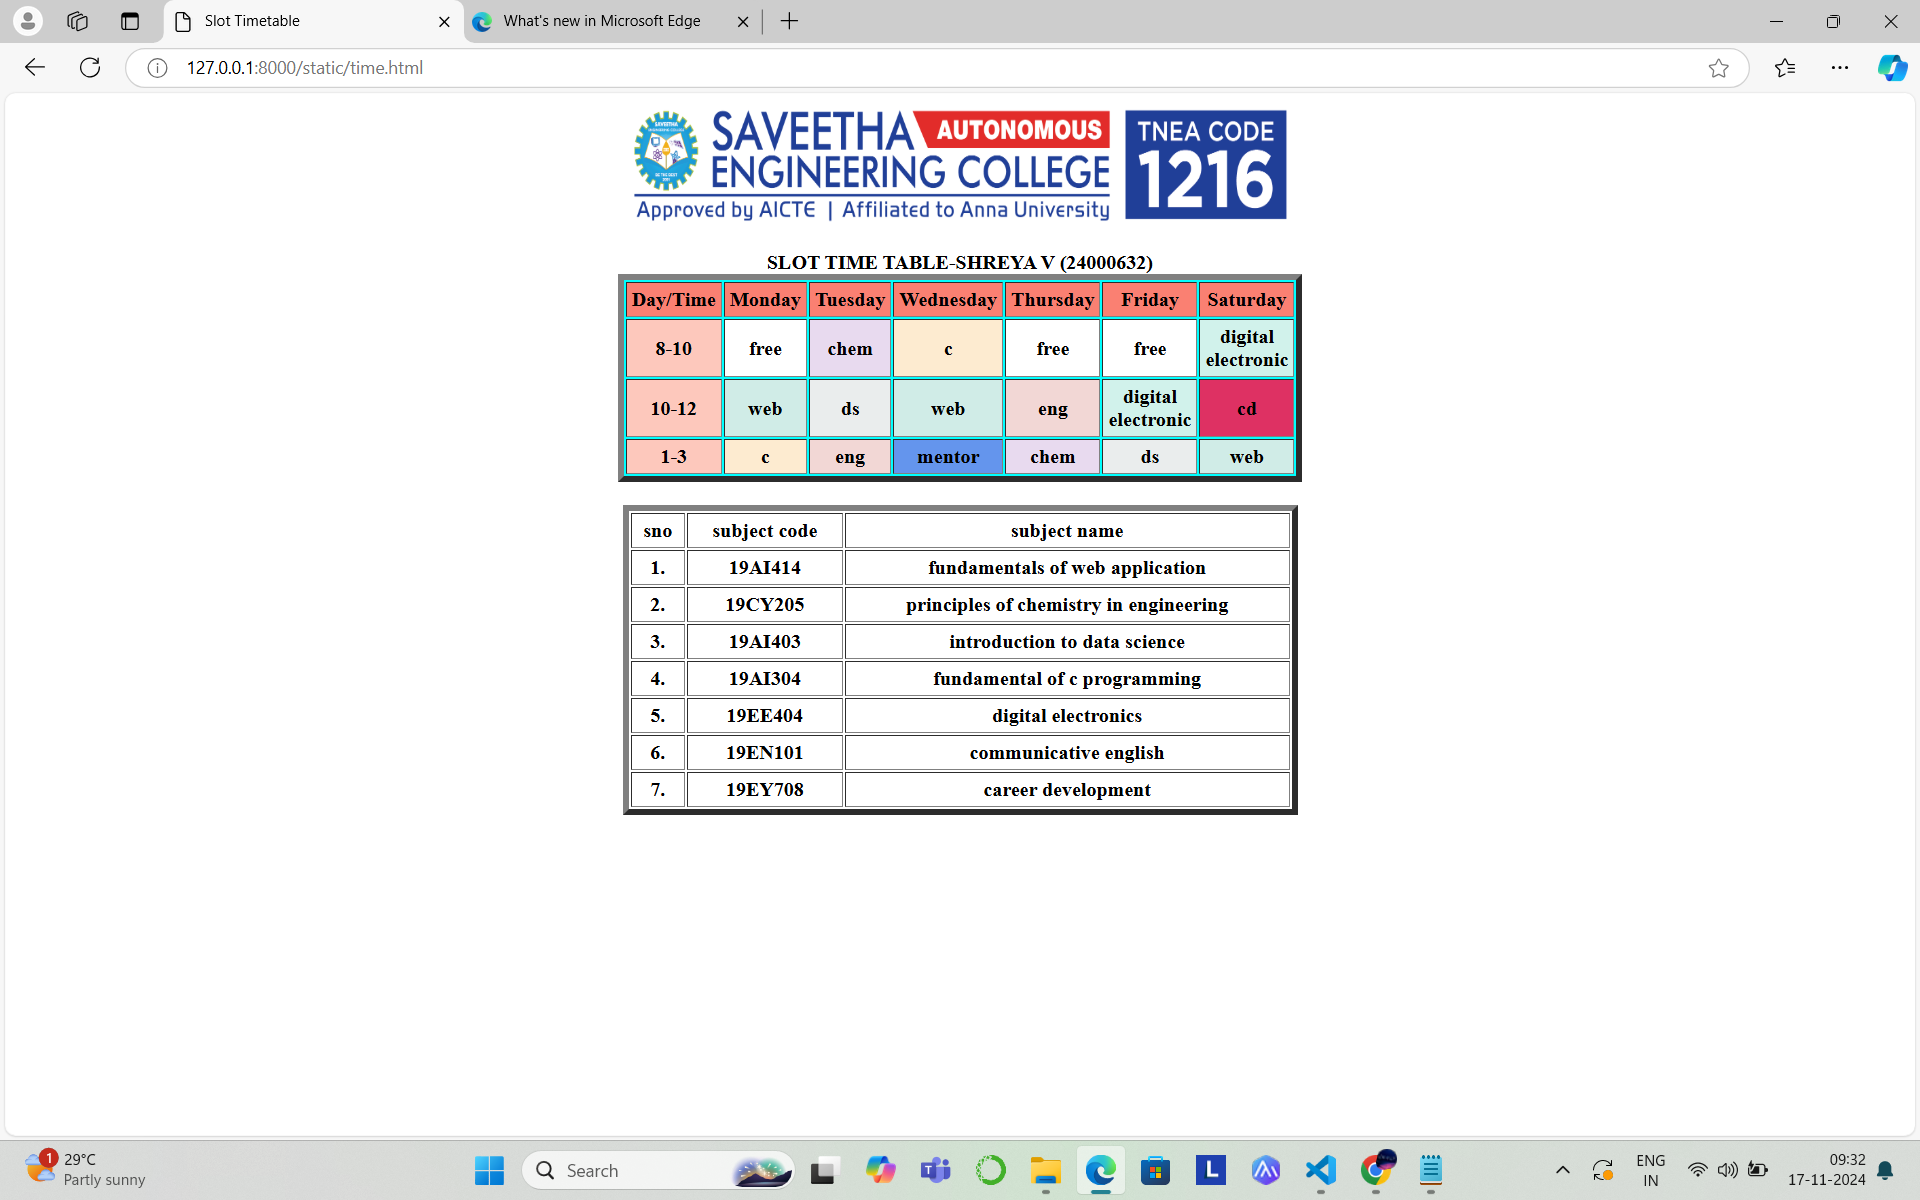 Slot Timetable
What's new in Microsoft Edge
127.0.0.1:8000/static/time.html
SAVEETHA AUTONOMOUS
ENGINEERING COLLEGE
Approved by AICTE | Affiliated to Anna University
TNEA CODE
1216
SLOT TIME TABLE-SHREYA V (24000632)
Day/Time Monday Tuesday Wednesday Thursday Friday Saturday
8-10 free chem c free free digital electronic
10-12 web ds web eng digital electronic cd
1-3 c eng mentor chem ds web
sno subject code subject name
1. 19AI414 fundamentals of web application
2. 19CY205 principles of chemistry in engineering
3. 19AI403 introduction to data science
4. 19AI304 fundamental of c programming
5. 19EE404 digital electronics
6. 19EN101 communicative english
7. 19EY708 career development
1
29°C
Partly sunny
Search
L
ENG
IN
09:32
17-11-2024